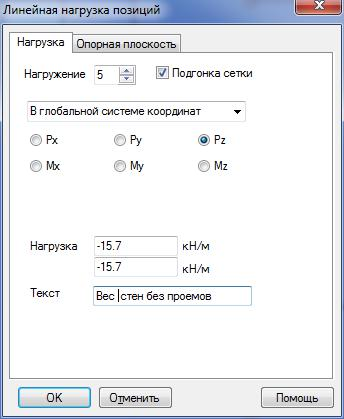 Линейная нагрузка позиций
Нагрузка Опорная плоскость
Нагружение 5 Подгонка сетки
В глобальной системе координат
Px Py Pz
Mx My Mz
Нагрузка -15.7 кН/м
-15.7 кН/м
Текст Вес стен без проемов
OK Отменить Помощь